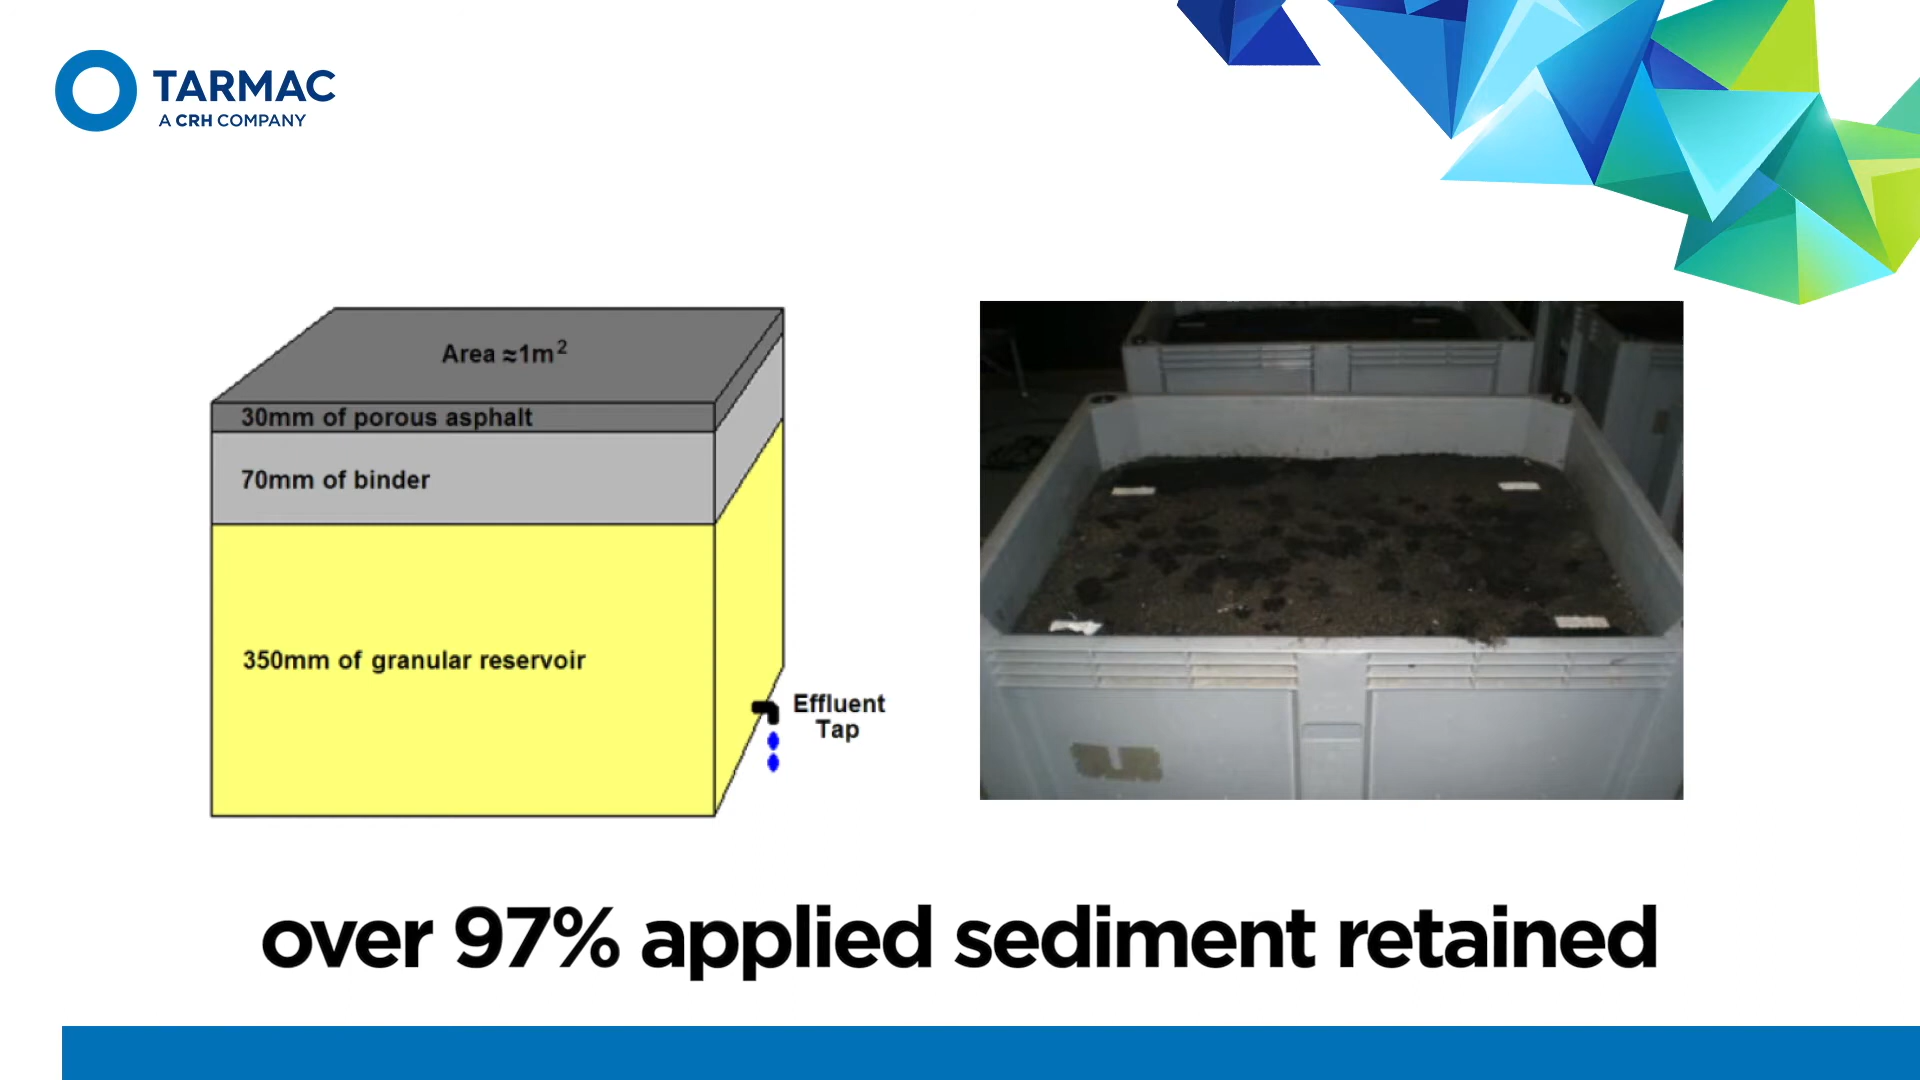 TARMAC
A CRH COMPANY
Area ≈1m²
30mm of porous asphalt
70mm of binder
350mm of granular reservoir
Effluent
Tap
over 97% applied sediment retained